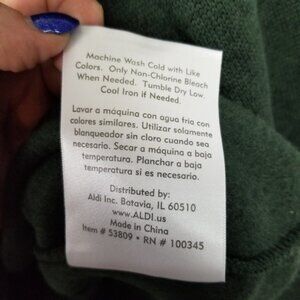 Machine Wash Cold with Like
Colors. Only Non-Chlorine Bleach
When Needed. Tumble Dry Low.
Cool Iron if Needed.
Lavar a máquina con agua fria con
colores similares. Utilizar solamente
blanqueador sin cloro cuando sea
necesario. Secar a máquina a baja
temperatura. Planchar a baja
temperatura si es necesario.
Distributed by:
Aldi Inc. Batavia, IL 60510
www.ALDI.us
Made in China
Item # 53809 • RN # 100345